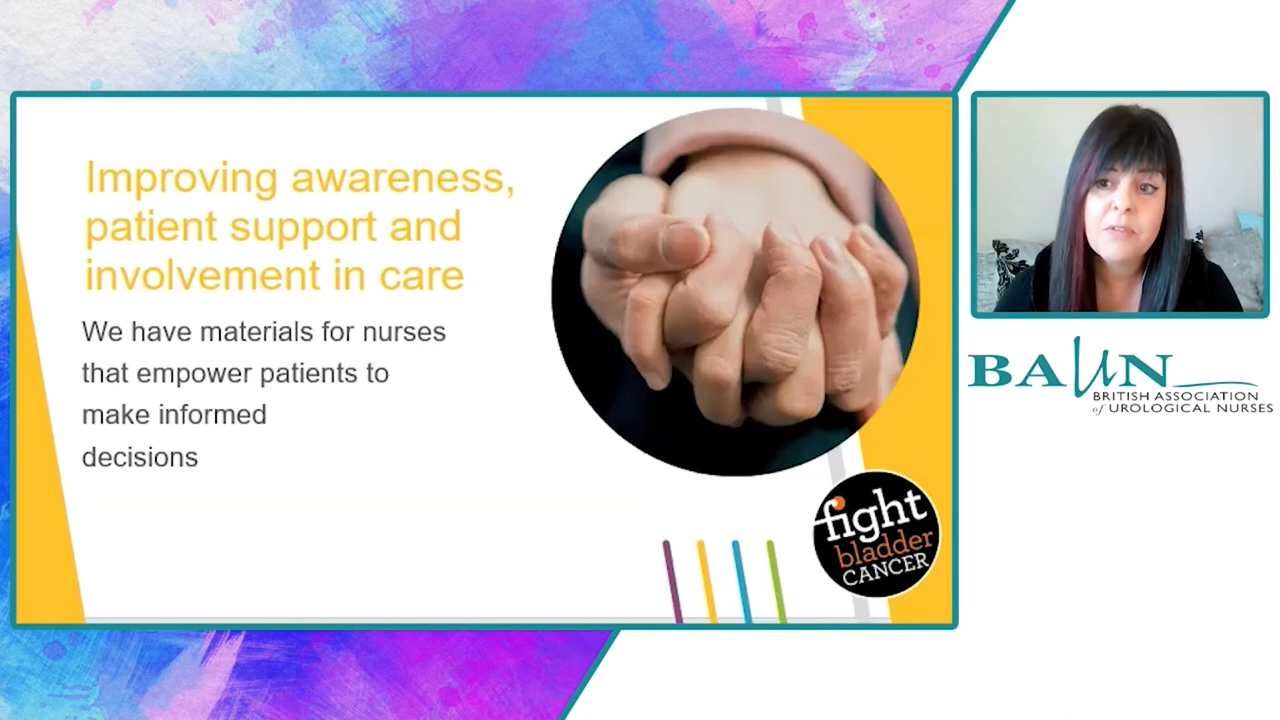 Improving awareness,
patient support and
involvement in care
We have materials for nurses
that empower patients to
make informed
decisions
fight
bladder
CANCER
BAUN
BRITISH ASSOCIATION
of UROLOGICAL NURSES